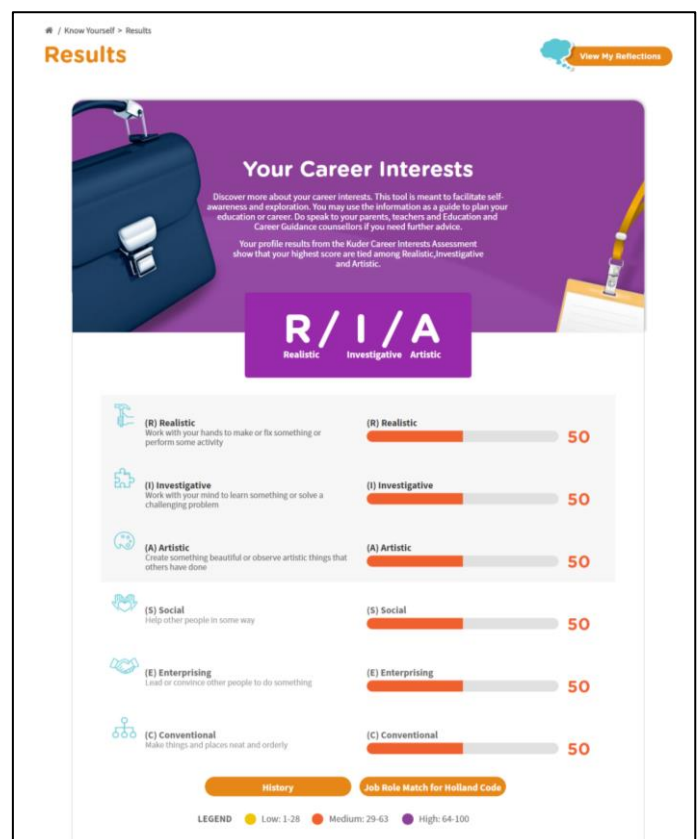 / Know Yourself > Results
Results
View My Reflections
Your Career Interests
Discover more about your career interests. This tool is meant to facilitate self-
awareness and exploration. You may use the information as a guide to plan your
education or career. Do speak to your parents, teachers and Education and
Career Guidance counsellors if you need further advice.
Your profile results from the Kuder Career Interests Assessment
show that your highest score are tied among Realistic,Investigative
and Artistic.
R / I / A
Realistic Investigative Artistic
(R) Realistic
Work with your hands to make or fix something or
perform some activity
(R) Realistic
50
(I) Investigative
Work with your mind to learn something or solve a
challenging problem
(I) Investigative
50
(A) Artistic
Create something beautiful or observe artistic things that
others have done
(A) Artistic
50
(S) Social
Help other people in some way
(S) Social
50
(E) Enterprising
Lead or convince other people to do something
(E) Enterprising
50
(C) Conventional
Make things and places neat and orderly
(C) Conventional
50
History
Job Role Match for Holland Code
LEGEND Low: 1-28 Medium: 29-63 High: 64-100